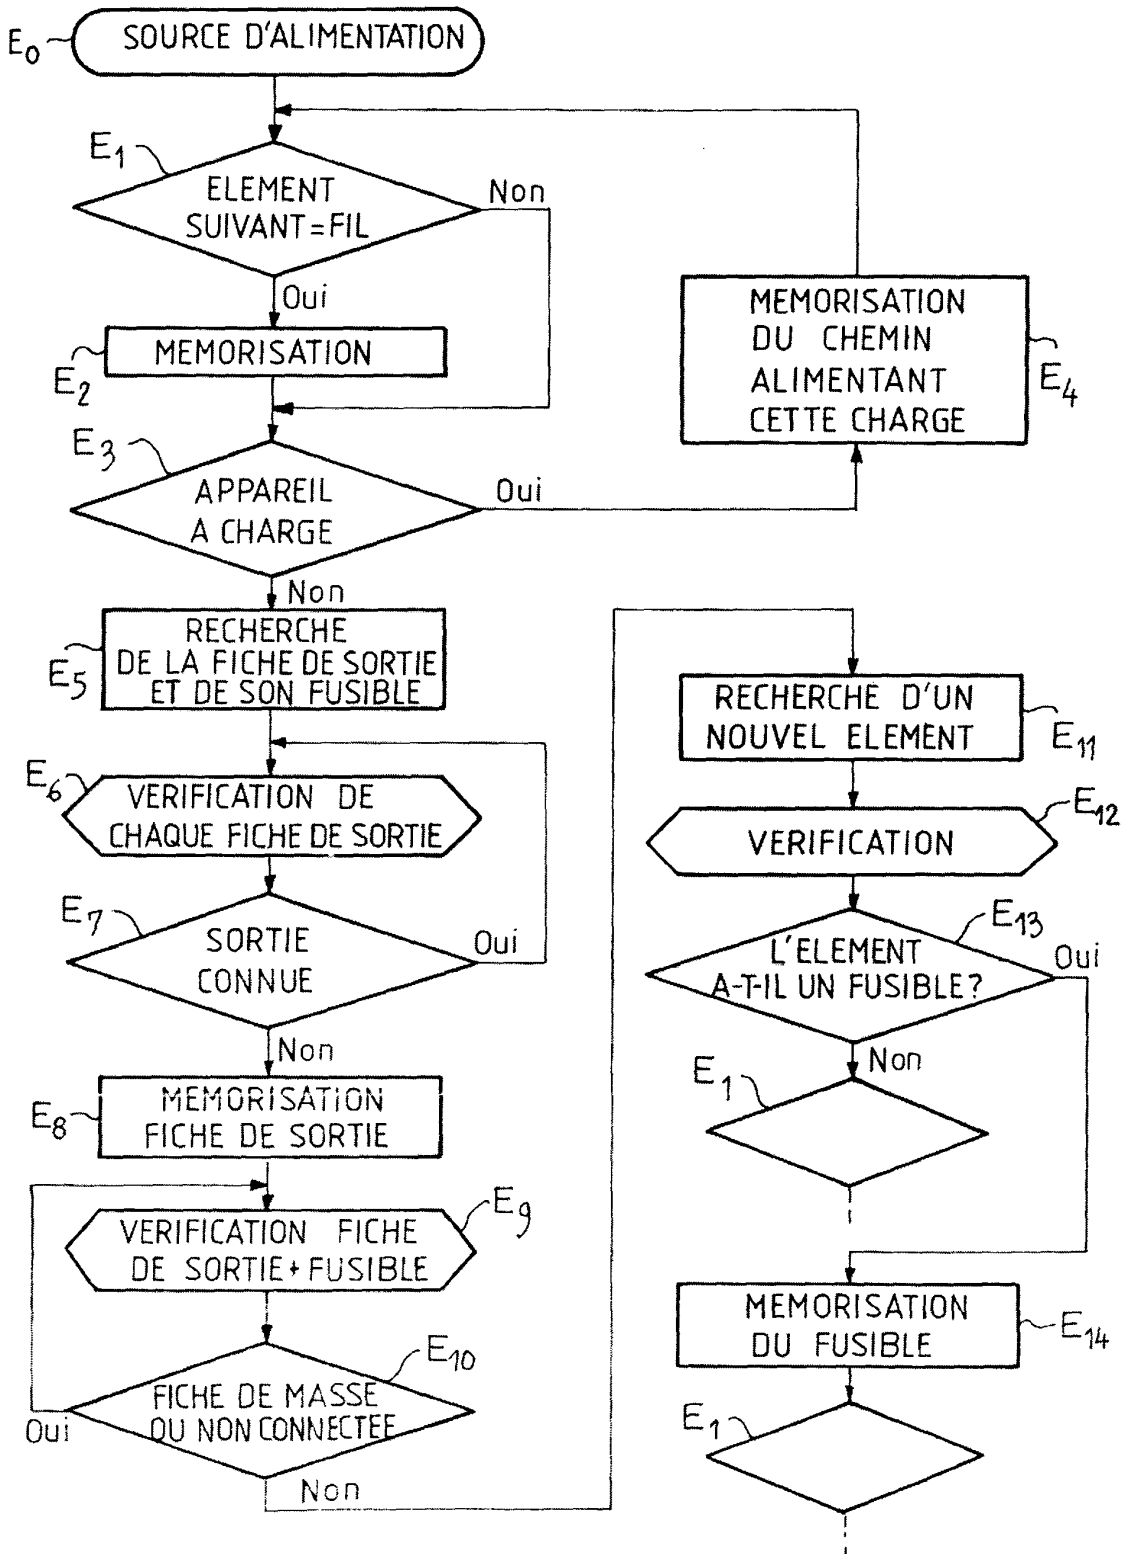 E0
SOURCE D'ALIMENTATION
E1
ELEMENT
SUIVANT = FIL
Non
Oui
E2
MEMORISATION
MEMORISATION
DU CHEMIN
ALIMENTANT
CETTE CHARGE
E4
E3
APPAREIL
A CHARGE
Oui
Non
E5
RECHERCHE
DE LA FICHE DE SORTIE
ET DE SON FUSIBLE
E6
VERIFICATION DE
CHAQUE FICHE DE SORTIE
E7
SORTIE
CONNUE
Oui
Non
E8
MEMORISATION
FICHE DE SORTIE
E9
VERIFICATION FICHE
DE SORTIE + FUSIBLE
E10
FICHE DE MASSE
OU NON CONNECTEE
Oui
Non
RECHERCHE D'UN
NOUVEL ELEMENT
E11
E12
VERIFICATION
E13
L'ELEMENT
A-T-IL UN FUSIBLE?
Oui
Non
E1
MEMORISATION
DU FUSIBLE
E14
E1